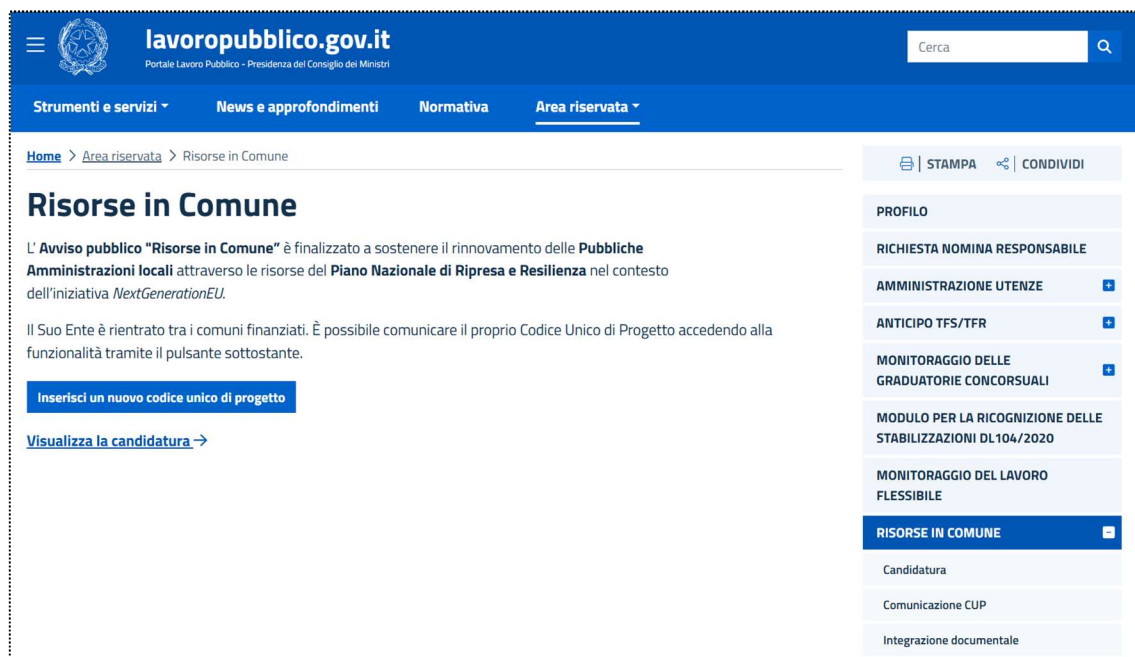 lavoropubblico.gov.it
Portale Lavoro Pubblico - Presidenza del Consiglio dei Ministri
Cerca
Strumenti e servizi
News e approfondimenti
Normativa
Area riservata
Home > Area riservata > Risorse in Comune
STAMPA
CONDIVIDI
Risorse in Comune
L' Avviso pubblico "Risorse in Comune” è finalizzato a sostenere il rinnovamento delle Pubbliche
Amministrazioni locali attraverso le risorse del Piano Nazionale di Ripresa e Resilienza nel contesto
dell'iniziativa NextGenerationEU.
Il Suo Ente è rientrato tra i comuni finanziati. È possibile comunicare il proprio Codice Unico di Progetto accedendo alla
funzionalità tramite il pulsante sottostante.
Inserisci un nuovo codice unico di progetto
Visualizza la candidatura →
PROFILO
RICHIESTA NOMINA RESPONSABILE
AMMINISTRAZIONE UTENZE
ANTICIPO TFS/TFR
MONITORAGGIO DELLE
GRADUATORIE CONCORSUALI
MODULO PER LA RICOGNIZIONE DELLE
STABILIZZAZIONI DL104/2020
MONITORAGGIO DEL LAVORO
FLESSIBILE
RISORSE IN COMUNE
Candidatura
Comunicazione CUP
Integrazione documentale